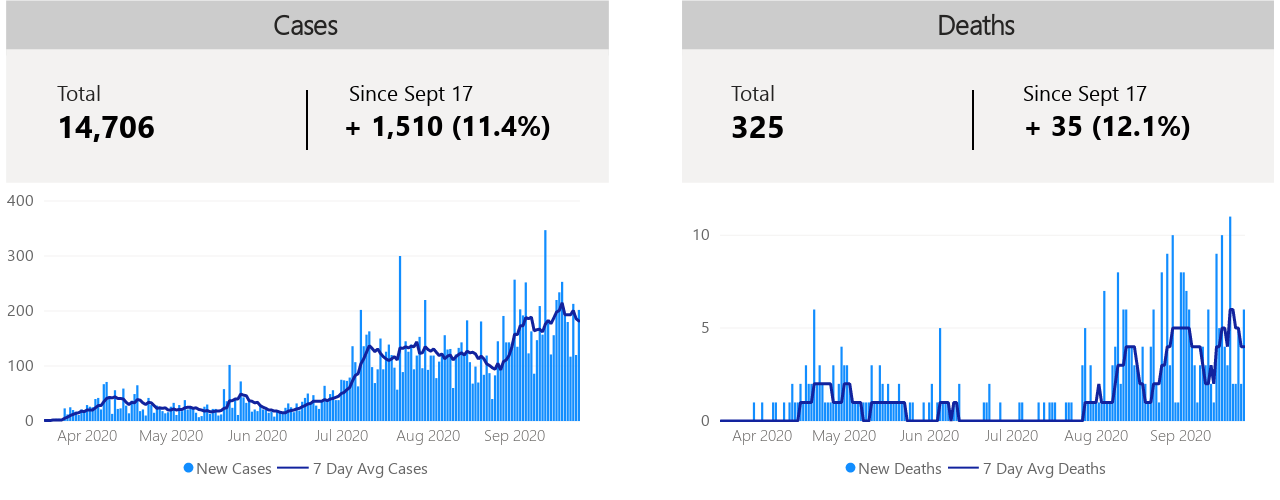 Cases
Total
Since Sept 17
14,706
+ 1,510 (11.4%)
400
300
200
100
0
Apr 2020
May 2020
Jun 2020
Jul 2020
Aug 2020
Sep 2020
New Cases
7 Day Avg Cases
Deaths
Total
Since Sept 17
325
+ 35 (12.1%)
10
5
0
Apr 2020
May 2020
Jun 2020
Jul 2020
Aug 2020
Sep 2020
New Deaths
7 Day Avg Deaths